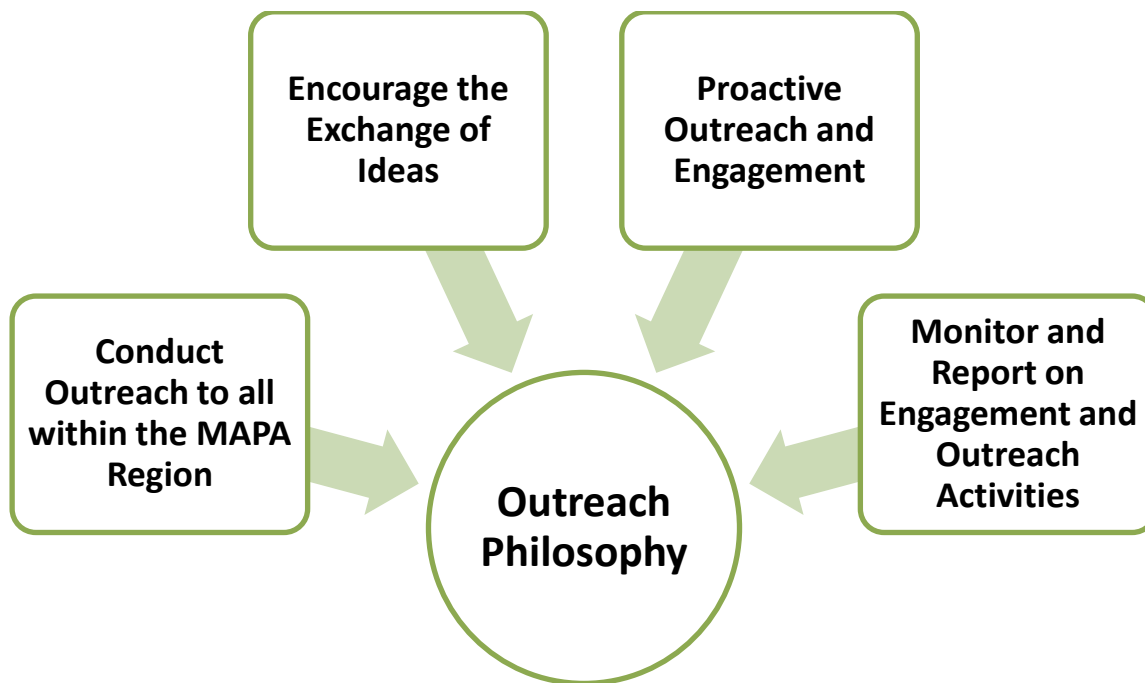 Encourage the
Exchange of
Ideas
Proactive
Outreach and
Engagement
Conduct
Outreach to all
within the MAPA
Region
Monitor and
Report on
Engagement and
Outreach
Activities
Outreach
Philosophy